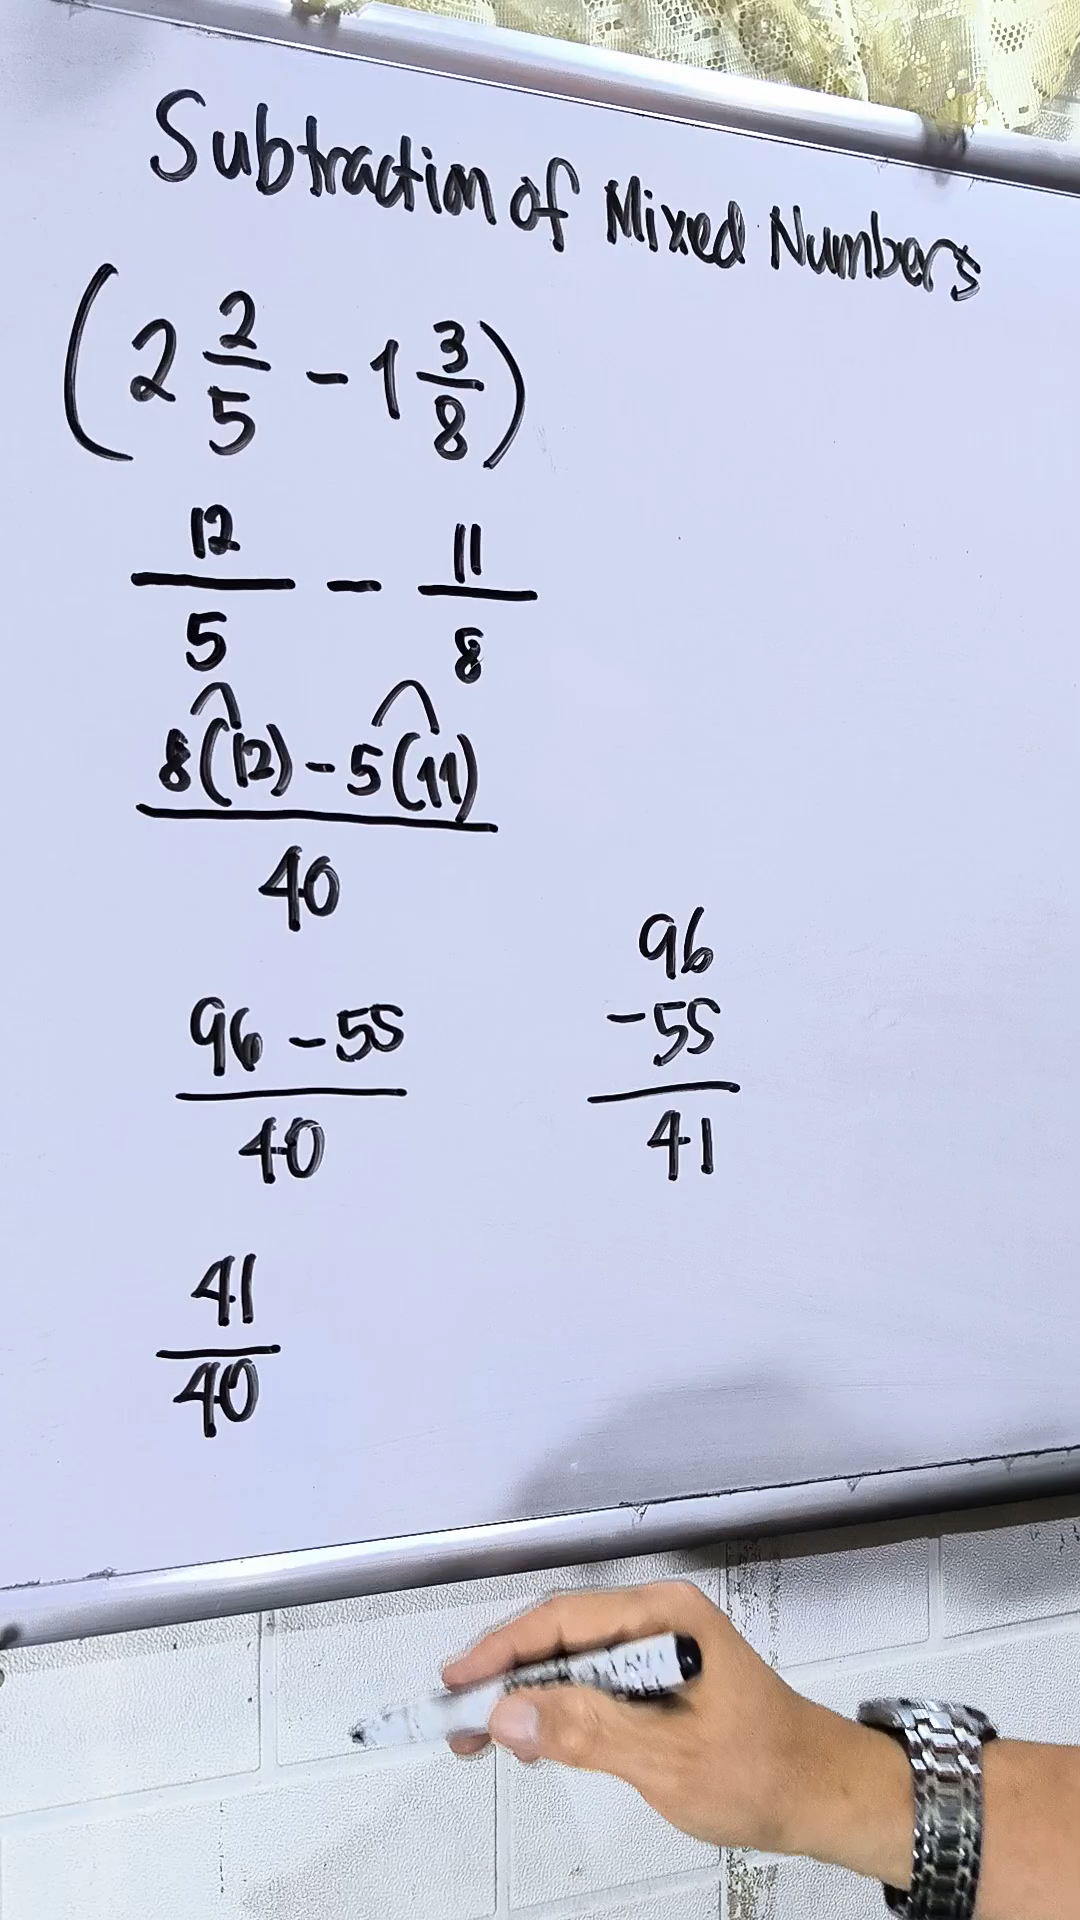 Subtraction of Mixed Numbers
(2 2/5 - 1 3/8)
12/5 - 11/8
8(12) - 5(11)
40
96 - 55
40
96
-55
41
41
40